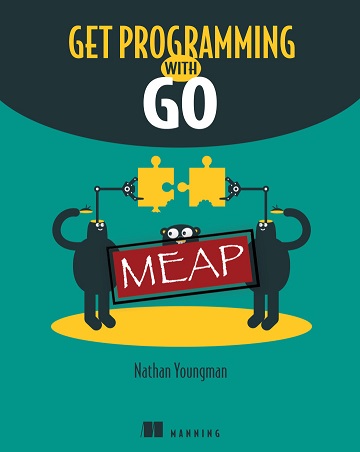 GET PROGRAMMING
WITH
GO
MEAP
Nathan Youngman
MANNING